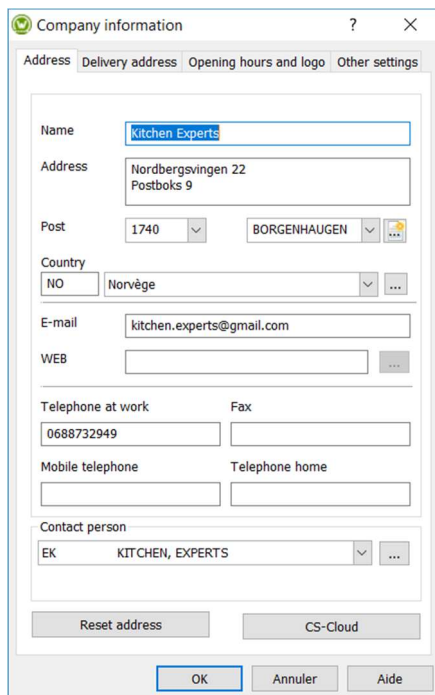 Company information ?
Address Delivery address Opening hours and logo Other settings
Name Kitchen Experts
Address Nordbergsvingen 22
Postboks 9
Post 1740 BORGENHAUGEN ...
Country
NO Norvège ...
E-mail kitchen.experts@gmail.com
WEB ...
Telephone at work Fax
0688732949
Mobile telephone Telephone home
Contact person
EK KITCHEN, EXPERTS ...
Reset address CS-Cloud
OK Annuler Aide